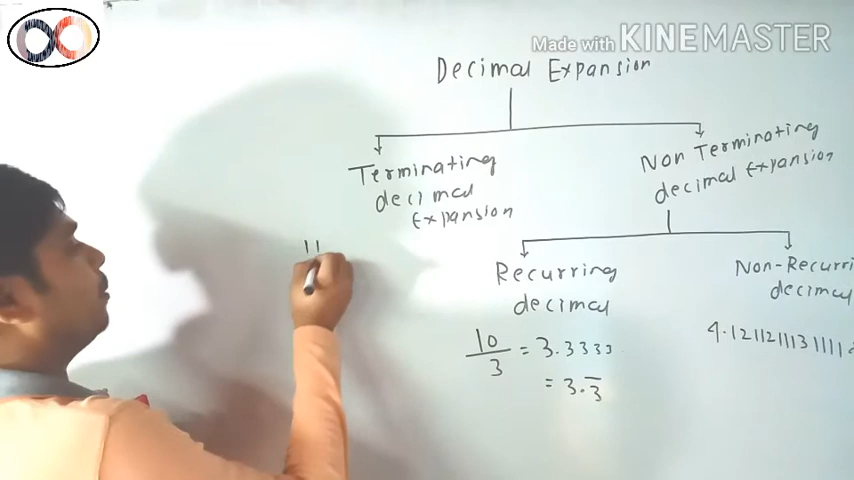 Made with KINEMASTER
Decimal Expansion
Terminating
decimal
Expansion
Non Terminating
decimal Expansion
Recurring
decimal
Non-Recurri
decimal
10
3
= 3.3333
= 3.3̅
11